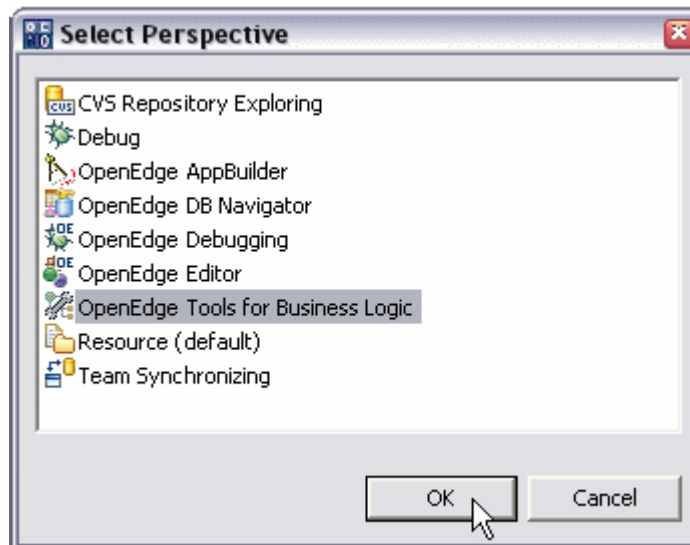 Select Perspective
CVS Repository Exploring
Debug
OpenEdge AppBuilder
OpenEdge DB Navigator
OpenEdge Debugging
OpenEdge Editor
OpenEdge Tools for Business Logic
Resource (default)
Team Synchronizing
OK Cancel